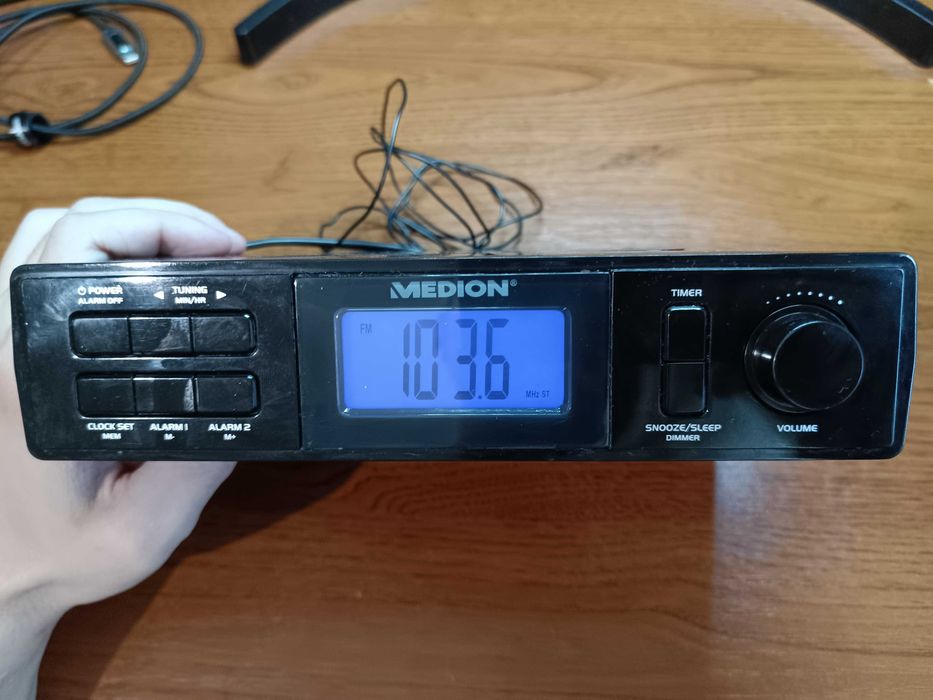 ⏻ POWER
ALARM OFF
◄ TUNING ►
MIN/HR
CLOCK SET
MEM
ALARM 1
M-
ALARM 2
M+
MEDION®
FM
103.6
MHz ST
TIMER
SNOOZE/SLEEP
DIMMER
VOLUME